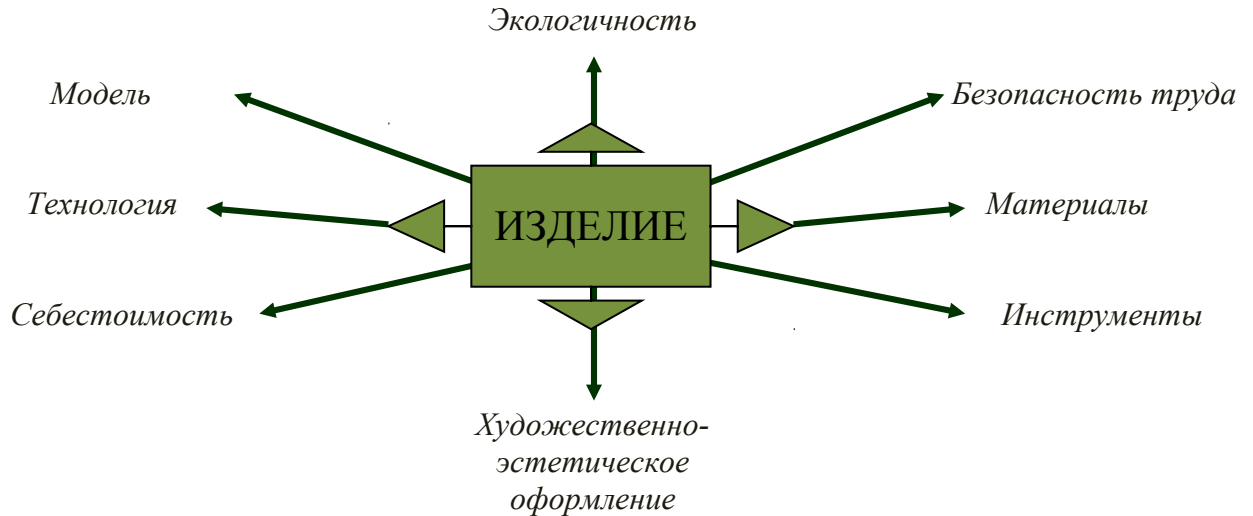 Экологичность
Модель
Безопасность труда
Технология
ИЗДЕЛИЕ
Материалы
Себестоимость
Инструменты
Художественно-
эстетическое
оформление